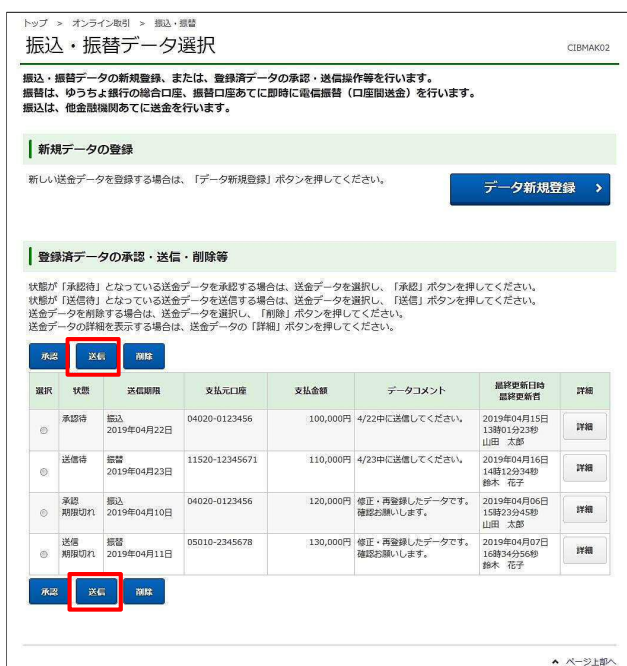 トップ > オンライン取引 > 振込・振替
振込・振替データ選択
CIBMAK02
振込・振替データの新規登録、または、登録済データの承認・送信操作等を行います。
振替は、ゆうちょ銀行の総合口座、振替口座あてに即時に電信振替（口座間送金）を行います。
振込は、他金融機関あてに送金を行います。
新規データの登録
新しい送金データを登録する場合は、「データ新規登録」ボタンを押してください。
データ新規登録
登録済データの承認・送信・削除等
状態が「承認待」となっている送金データを承認する場合は、送金データを選択し、「承認」ボタンを押してください。
状態が「送信待」となっている送金データを送信する場合は、送金データを選択し、「送信」ボタンを押してください。
送金データを削除する場合は、送金データを選択し、「削除」ボタンを押してください。
送金データの詳細を表示する場合は、送金データの「詳細」ボタンを押してください。
承認 送信 削除
選択 状態 送信期限 支払元口座 支払金額 データコメント 最終更新日時 詳細
最終更新者
承認待 振込 04020-0123456 100,000円 4/22中に送信してください。 2019年04月15日 詳細
2019年04月22日 13時01分23秒
山田 太郎
送信待 振替 11520-12345671 110,000円 4/23中に送信してください。 2019年04月16日 詳細
2019年04月23日 14時12分34秒
鈴木 花子
承認 振込 04020-0123456 120,000円 修正・再登録したデータです。 2019年04月06日 詳細
期限切れ 2019年04月10日 確認お願いします。 15時23分45秒
山田 太郎
送信 振替 05010-2345678 130,000円 修正・再登録したデータです。 2019年04月07日 詳細
期限切れ 2019年04月11日 確認お願いします。 16時34分56秒
鈴木 花子
承認 送信 削除
ページ上部へ